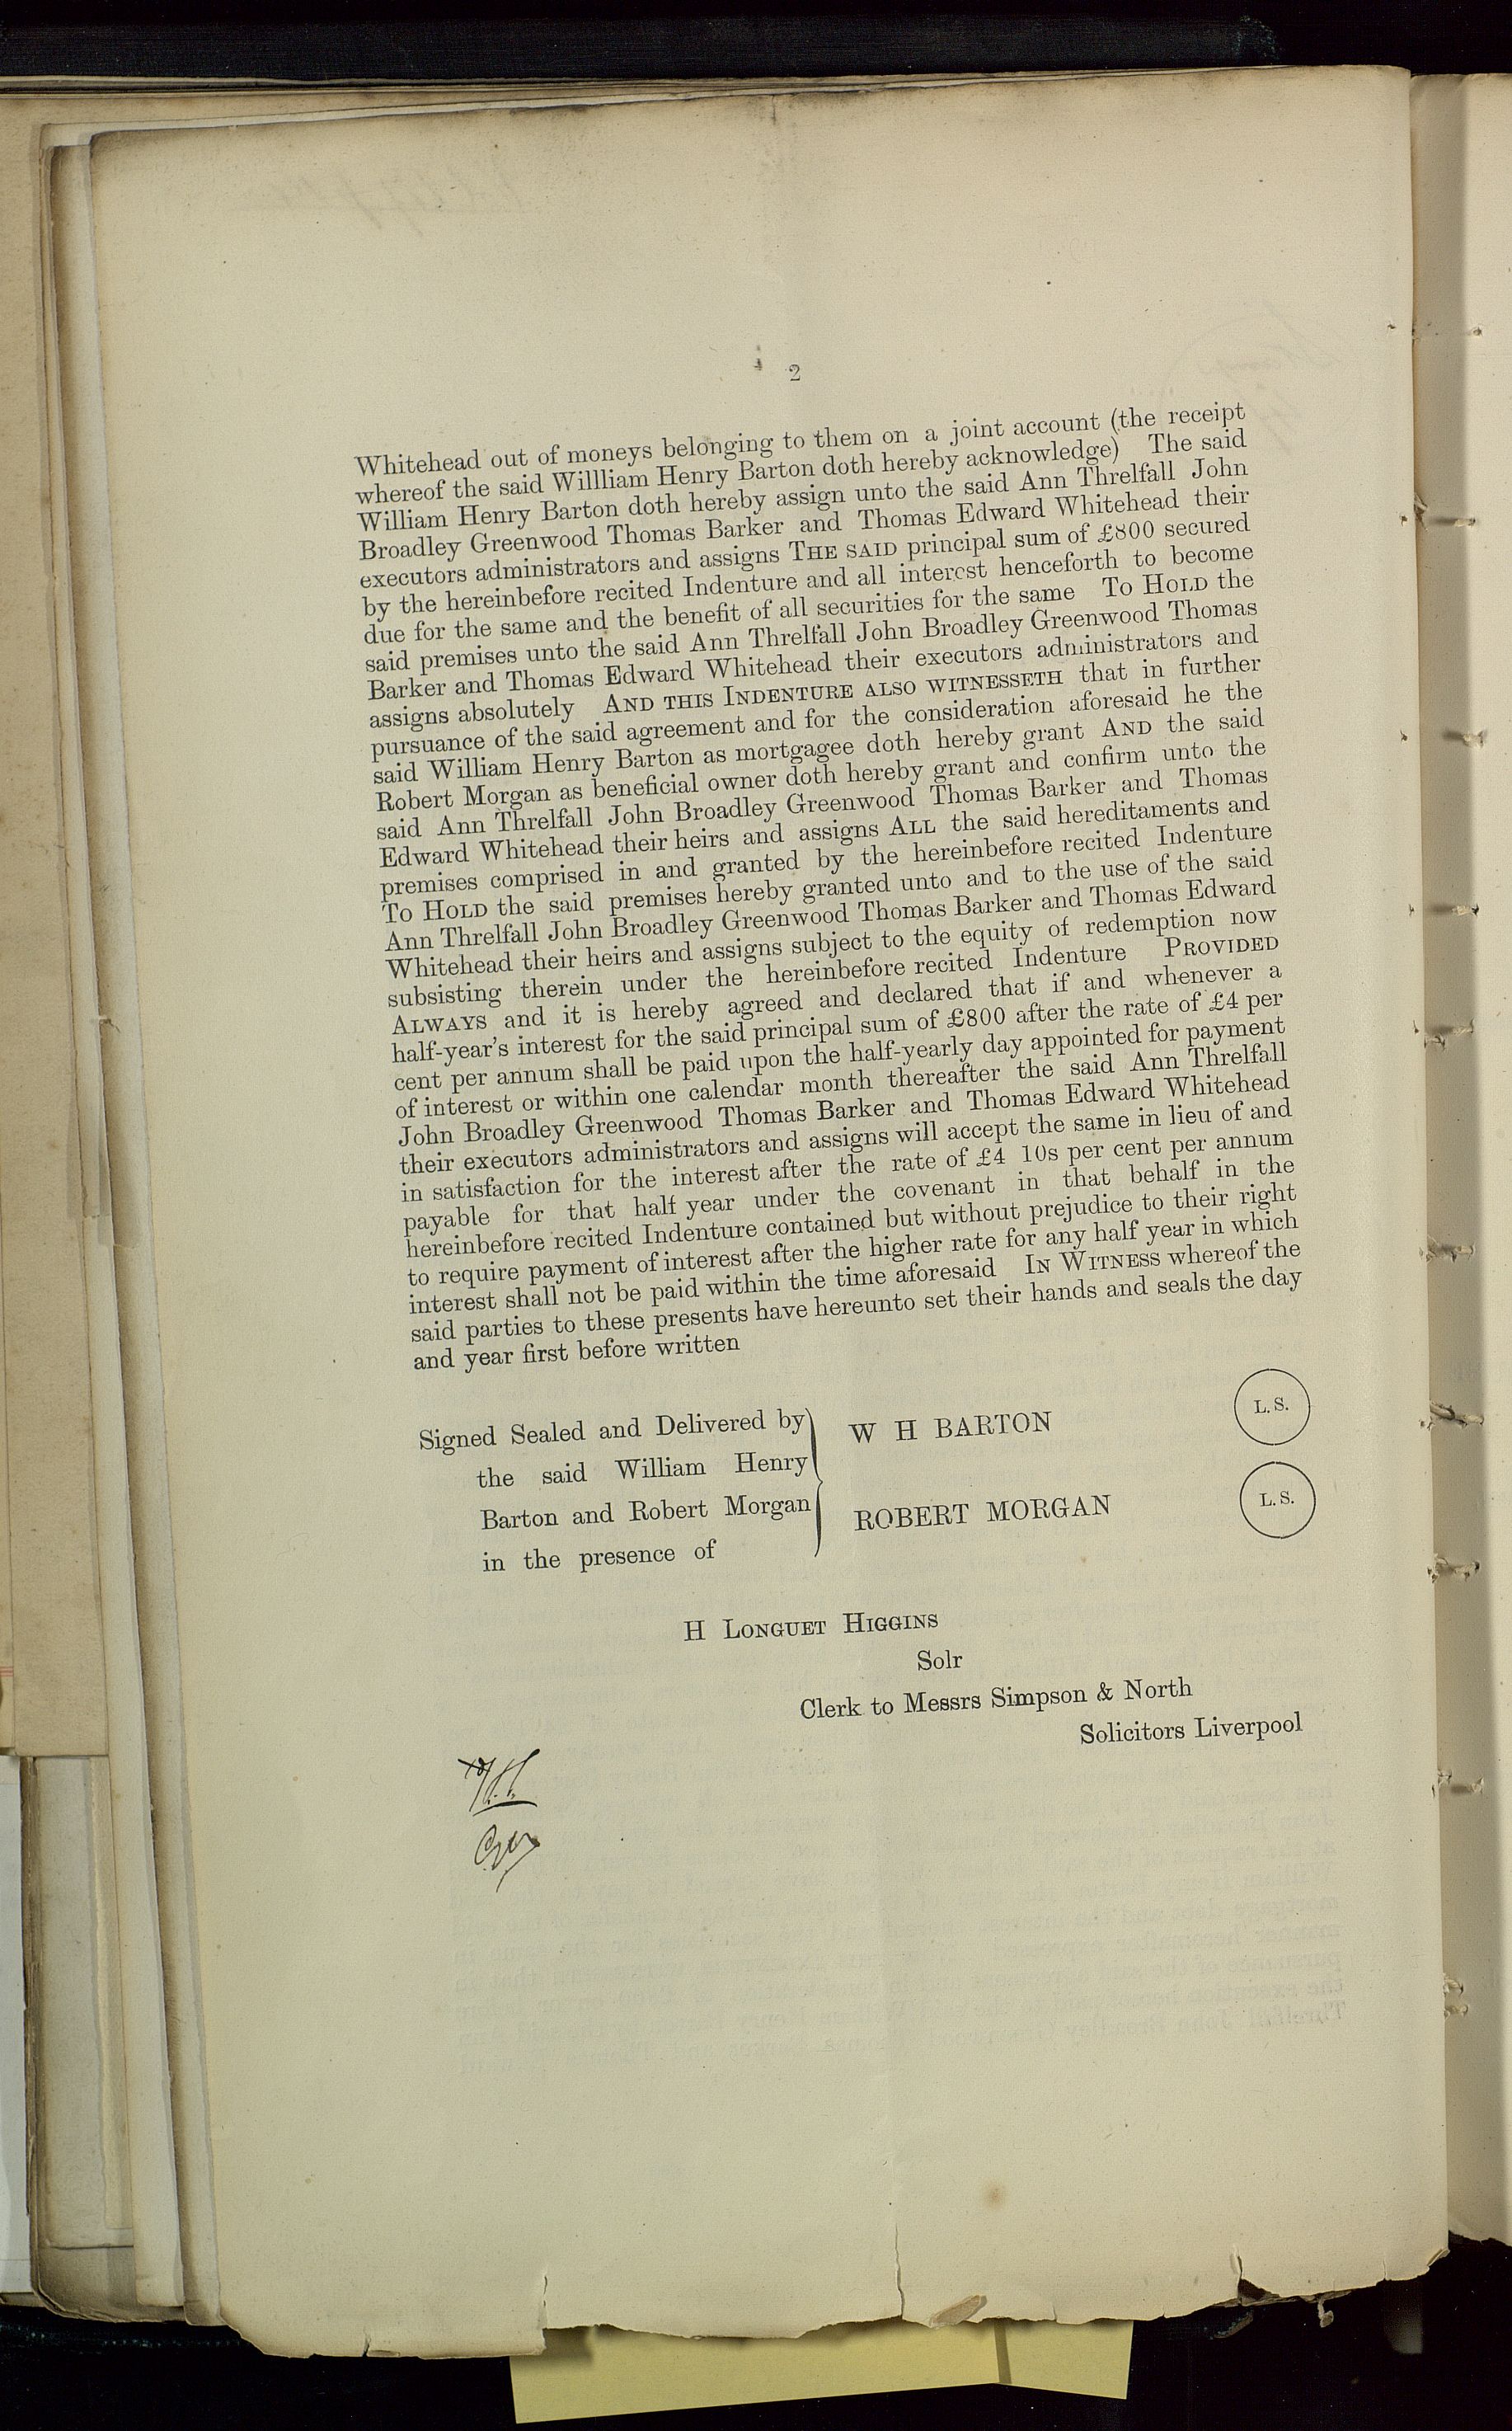 2
Whitehead out of moneys belonging to them on a joint account (the receipt
whereof the said Willliam Henry Barton doth hereby acknowledge) The said
William Henry Barton doth hereby assign unto the said Ann Threlfall John
Broadley Greenwood Thomas Barker and Thomas Edward Whitehead their
executors administrators and assigns THE SAID principal sum of £800 secured
by the hereinbefore recited Indenture and all interest henceforth to become
due for the same and the benefit of all securities for the same To HOLD the
said premises unto the said Ann Threlfall John Broadley Greenwood Thomas
Barker and Thomas Edward Whitehead their executors administrators and
assigns absolutely AND THIS INDENTURE ALSO WITNESSETH that in further
pursuance of the said agreement and for the consideration aforesaid he the
said William Henry Barton as mortgagee doth hereby grant AND the said
Robert Morgan as beneficial owner doth hereby grant and confirm unto the
said Ann Threlfall John Broadley Greenwood Thomas Barker and Thomas
Edward Whitehead their heirs and assigns ALL the said hereditaments and
premises comprised in and granted by the hereinbefore recited Indenture
To HOLD the said premises hereby granted unto and to the use of the said
Ann Threlfall John Broadley Greenwood Thomas Barker and Thomas Edward
Whitehead their heirs and assigns subject to the equity of redemption now
subsisting therein under the hereinbefore recited Indenture PROVIDED
ALWAYS and it is hereby agreed and declared that if and whenever a
half-year's interest for the said principal sum of £800 after the rate of £4 per
cent per annum shall be paid upon the half-yearly day appointed for payment
of interest or within one calendar month thereafter the said Ann Threlfall
John Broadley Greenwood Thomas Barker and Thomas Edward Whitehead
their executors administrators and assigns will accept the same in lieu of and
in satisfaction for the interest after the rate of £4 10s per cent per annum
payable for that half year under the covenant in that behalf in the
hereinbefore recited Indenture contained but without prejudice to their right
to require payment of interest after the higher rate for any half year in which
interest shall not be paid within the time aforesaid IN WITNESS whereof the
said parties to these presents have hereunto set their hands and seals the day
and year first before written
Signed Sealed and Delivered by
the said William Henry
Barton and Robert Morgan
in the presence of
W H BARTON
L. S.
ROBERT MORGAN
L. S.
H LONGUET HIGGINS
Solr
Clerk to Messrs Simpson & North
Solicitors Liverpool